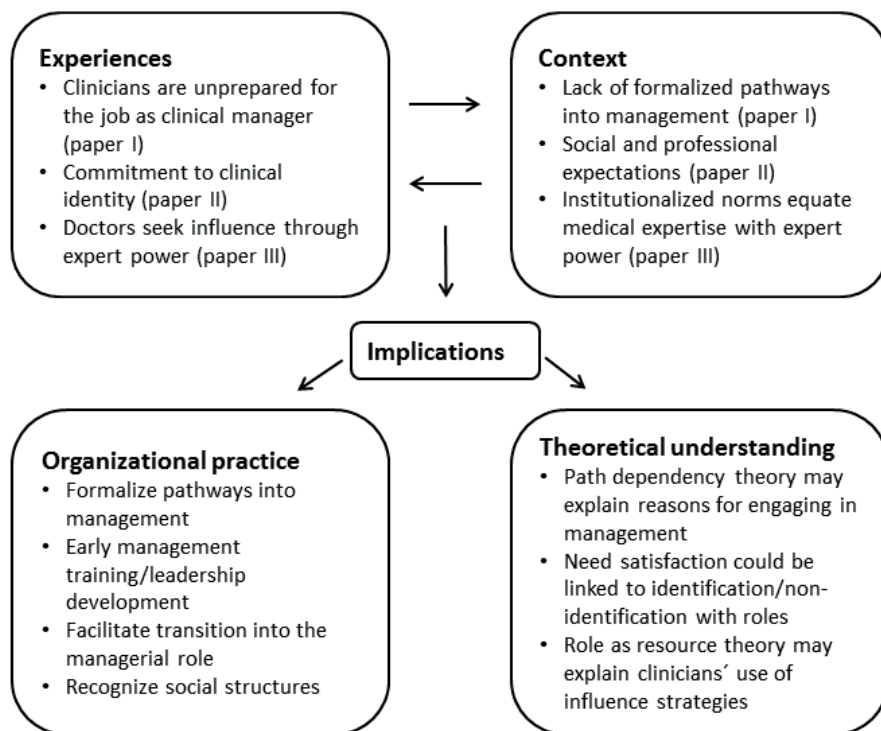 Experiences
• Clinicians are unprepared for
the job as clinical manager
(paper I)
• Commitment to clinical
identity (paper II)
• Doctors seek influence through
expert power (paper III)
Context
• Lack of formalized pathways
into management (paper I)
• Social and professional
expectations (paper II)
• Institutionalized norms equate
medical expertise with expert
power (paper III)
Implications
Organizational practice
• Formalize pathways into
management
• Early management
training/leadership
development
• Facilitate transition into the
managerial role
• Recognize social structures
Theoretical understanding
• Path dependency theory may
explain reasons for engaging in
management
• Need satisfaction could be
linked to identification/non-
identification with roles
• Role as resource theory may
explain clinicians´ use of
influence strategies